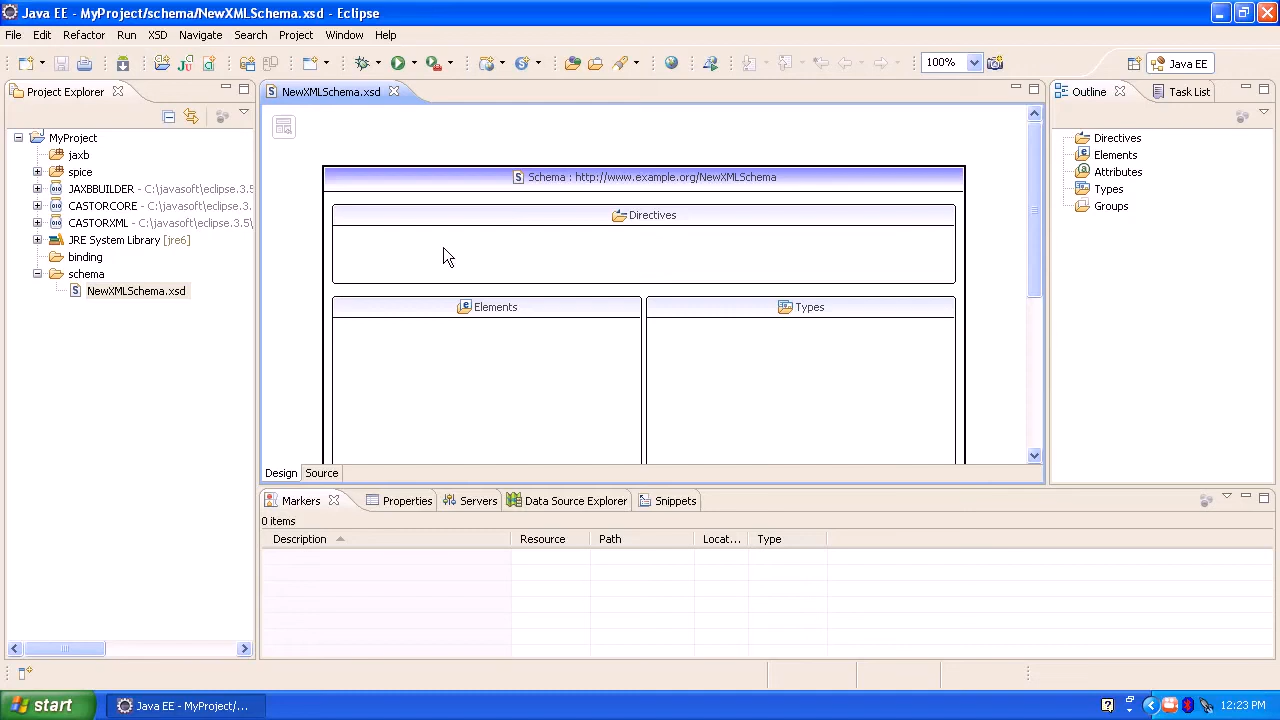 Java EE - MyProject/schema/NewXMLSchema.xsd - Eclipse
File Edit Refactor Run XSD Navigate Search Project Window Help
100%
Java EE
Project Explorer
NewXMLSchema.xsd
Outline
Task List
MyProject
jaxb
spice
JAXBBUILDER - C:\javasoft\eclipse.3.5
CASTORCORE - C:\javasoft\eclipse.3.
CASTORXML - C:\javasoft\eclipse.3.5\
JRE System Library [jre6]
binding
schema
NewXMLSchema.xsd
Schema : http://www.example.org/NewXMLSchema
Directives
Elements
Types
Design
Source
Directives
Elements
Attributes
Types
Groups
Markers
Properties
Servers
Data Source Explorer
Snippets
0 items
Description Resource Path Locat... Type
start
Java EE - MyProject/...
12:23 PM